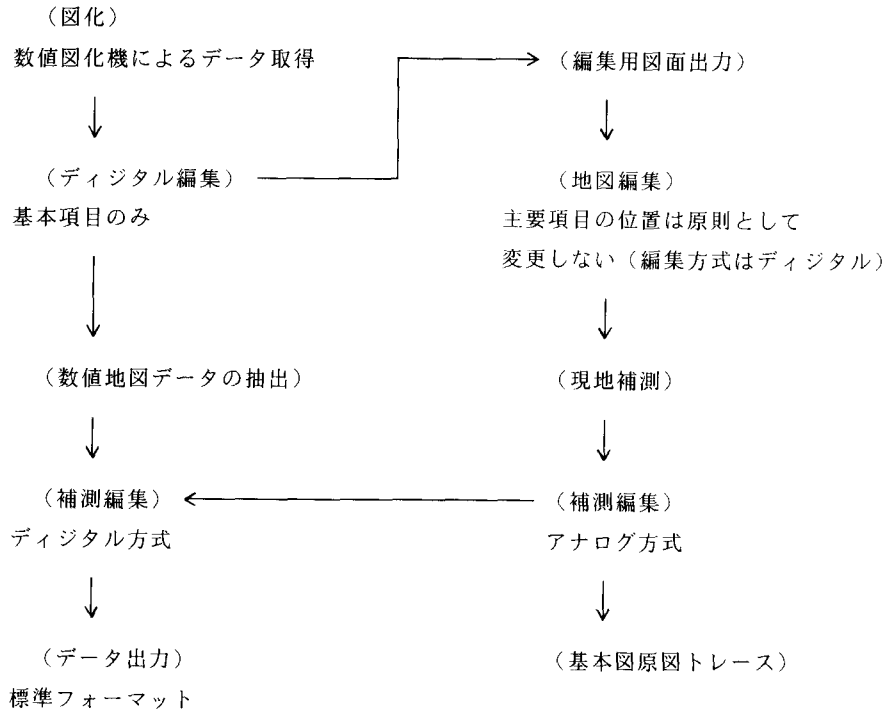 （図化）
数値図化機によるデータ取得
（ディジタル編集）
基本項目のみ
（数値地図データの抽出）
（補測編集）
ディジタル方式
（データ出力）
標準フォーマット
（編集用図面出力）
（地図編集）
主要項目の位置は原則として
変更しない（編集方式はディジタル）
（現地補測）
（補測編集）
アナログ方式
（基本図原図トレース）